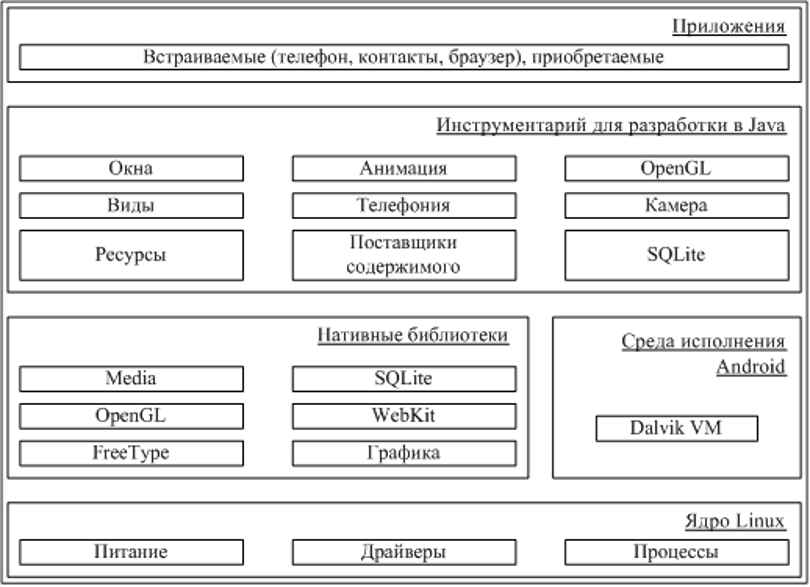 Приложения
Встраиваемые (телефон, контакты, браузер), приобретаемые
Инструментарий для разработки в Java
Окна
Анимация
OpenGL
Виды
Телефония
Камера
Ресурсы
Поставщики
содержимого
SQLite
Нативные библиотеки
Media
SQLite
OpenGL
WebKit
FreeType
Графика
Среда исполнения
Android
Dalvik VM
Ядро Linux
Питание
Драйверы
Процессы